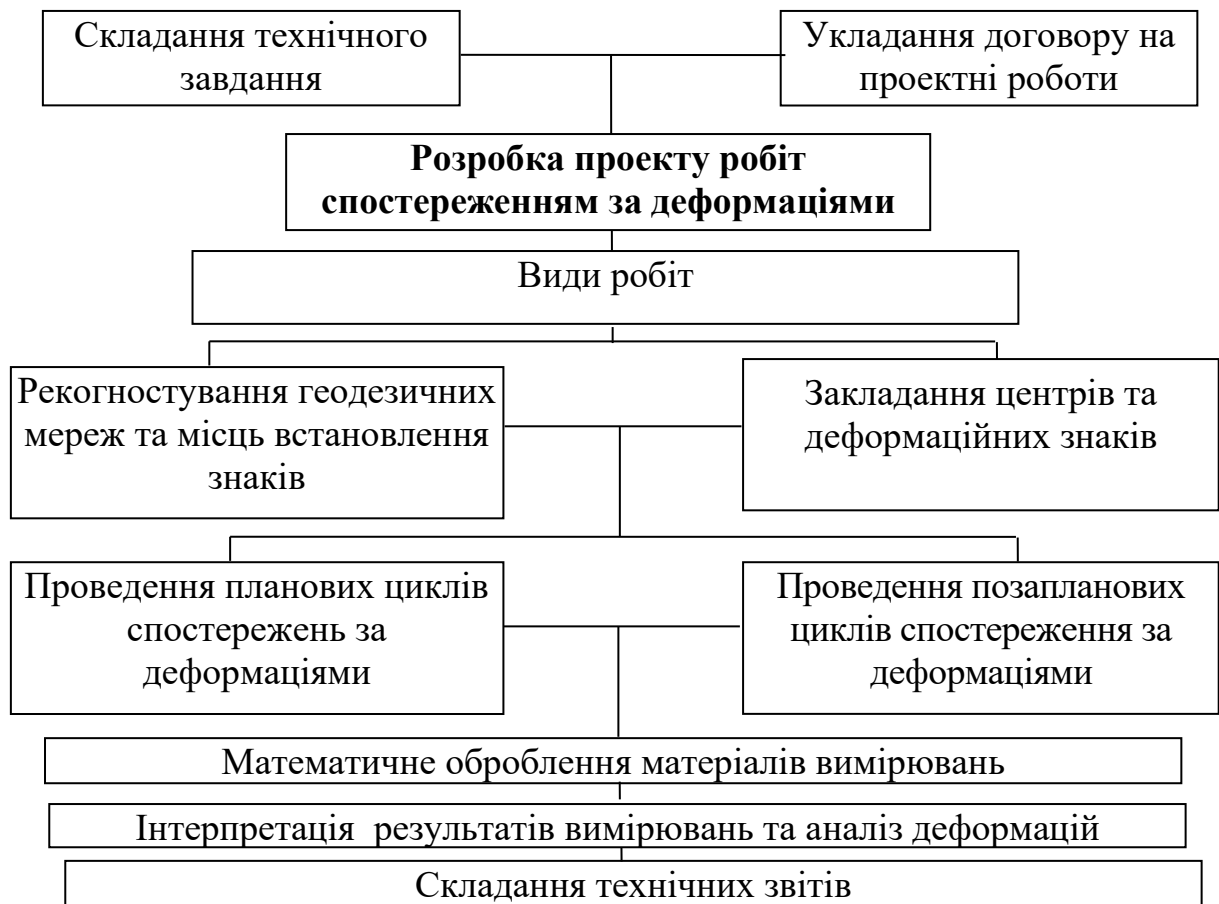 Складання технічного
завдання
Укладання договору на
проектні роботи
Розробка проекту робіт
спостереженням за деформаціями
Види робіт
Рекогностування геодезичних
мереж та місць встановлення
знаків
Закладання центрів та
деформаційних знаків
Проведення планових циклів
спостережень за
деформаціями
Проведення позапланових
циклів спостереження за
деформаціями
Математичне оброблення матеріалів вимірювань
Інтерпретація результатів вимірювань та аналіз деформацій
Складання технічних звітів